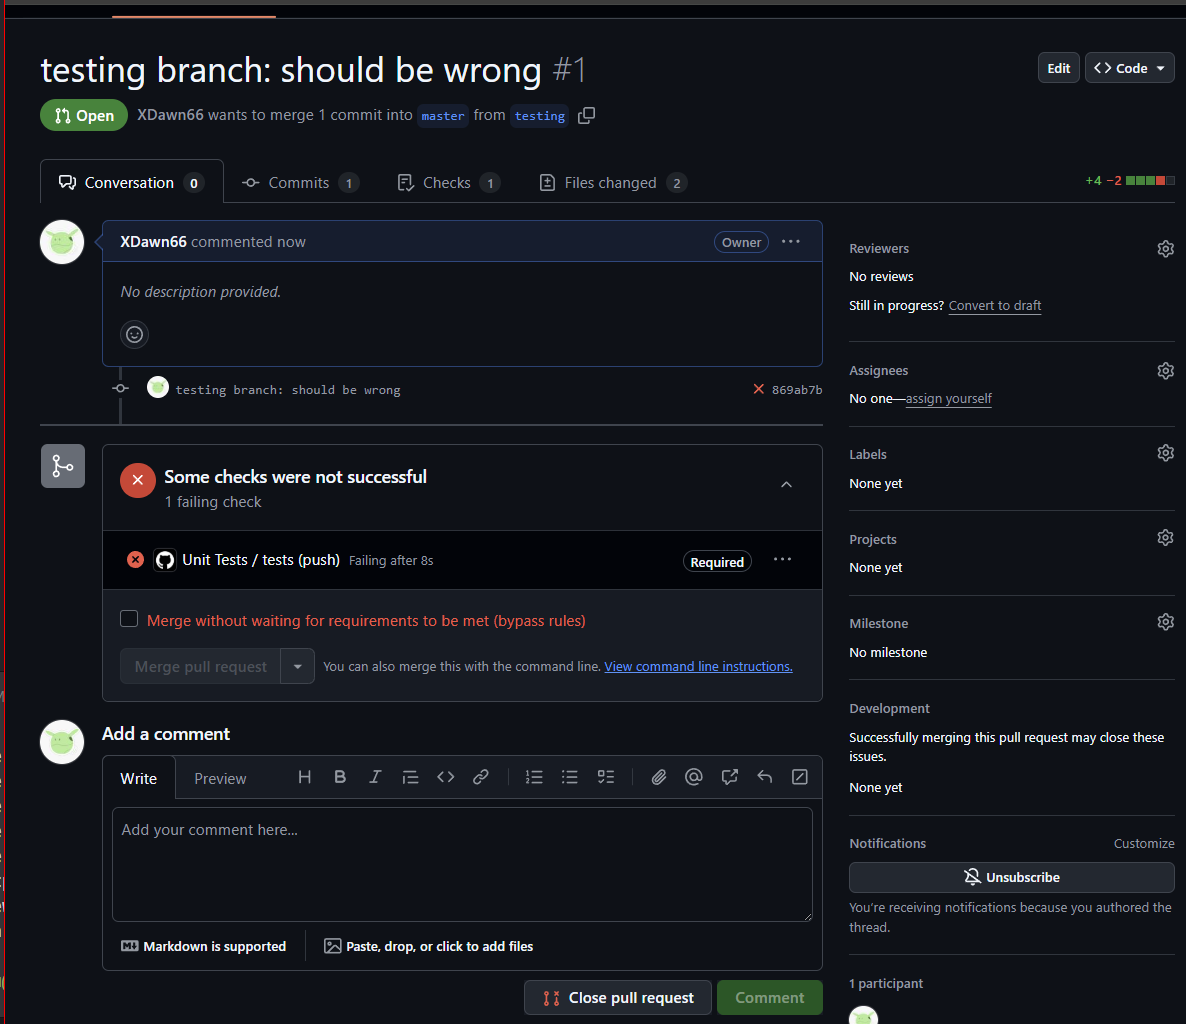 testing branch: should be wrong #1
Edit
Code
Open
XDawn66 wants to merge 1 commit into master from testing
Conversation 0
Commits 1
Checks 1
Files changed 2
+4 −2
XDawn66 commented now
Owner
No description provided.
testing branch: should be wrong
869ab7b
Some checks were not successful
1 failing check
Unit Tests / tests (push) Failing after 8s
Required
Merge without waiting for requirements to be met (bypass rules)
Merge pull request
You can also merge this with the command line. View command line instructions.
Add a comment
Write
Preview
Add your comment here...
Markdown is supported
Paste, drop, or click to add files
Close pull request
Comment
Reviewers
No reviews
Still in progress? Convert to draft
Assignees
No one—assign yourself
Labels
None yet
Projects
None yet
Milestone
No milestone
Development
Successfully merging this pull request may close these
issues.
None yet
Notifications
Customize
Unsubscribe
You're receiving notifications because you authored the
thread.
1 participant